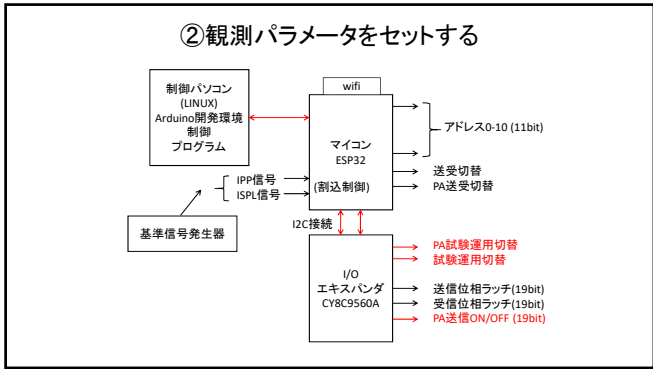 ②観測パラメータをセットする
wifi
制御パソコン
(LINUX)
Arduino開発環境
制御
プログラム
マイコン
ESP32
(割込制御)
アドレス0-10 (11bit)
送受切替
PA送受切替
IPP信号
ISPL信号
基準信号発生器
I2C接続
I/O
エキスパンダ
CY8C9560A
PA試験運用切替
試験運用切替
送信位相ラッチ(19bit)
受信位相ラッチ(19bit)
PA送信ON/OFF (19bit)